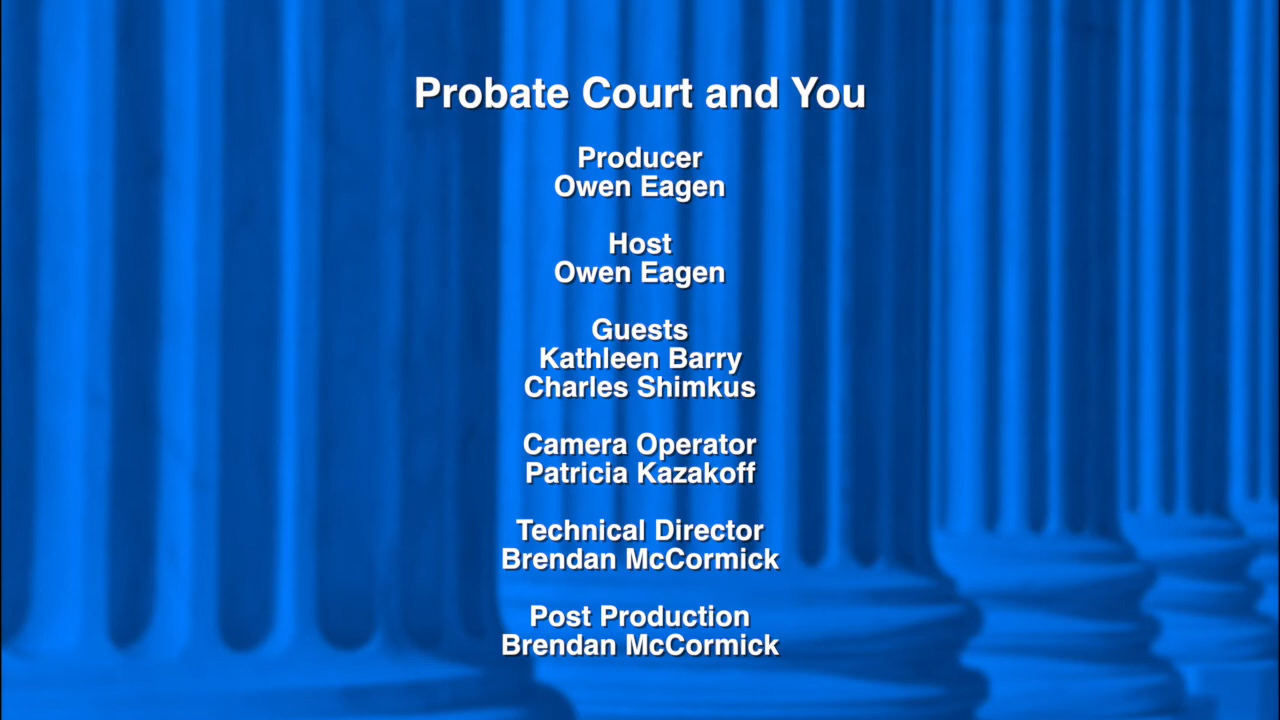 Probate Court and You
Producer
Owen Eagen
Host
Owen Eagen
Guests
Kathleen Barry
Charles Shimkus
Camera Operator
Patricia Kazakoff
Technical Director
Brendan McCormick
Post Production
Brendan McCormick